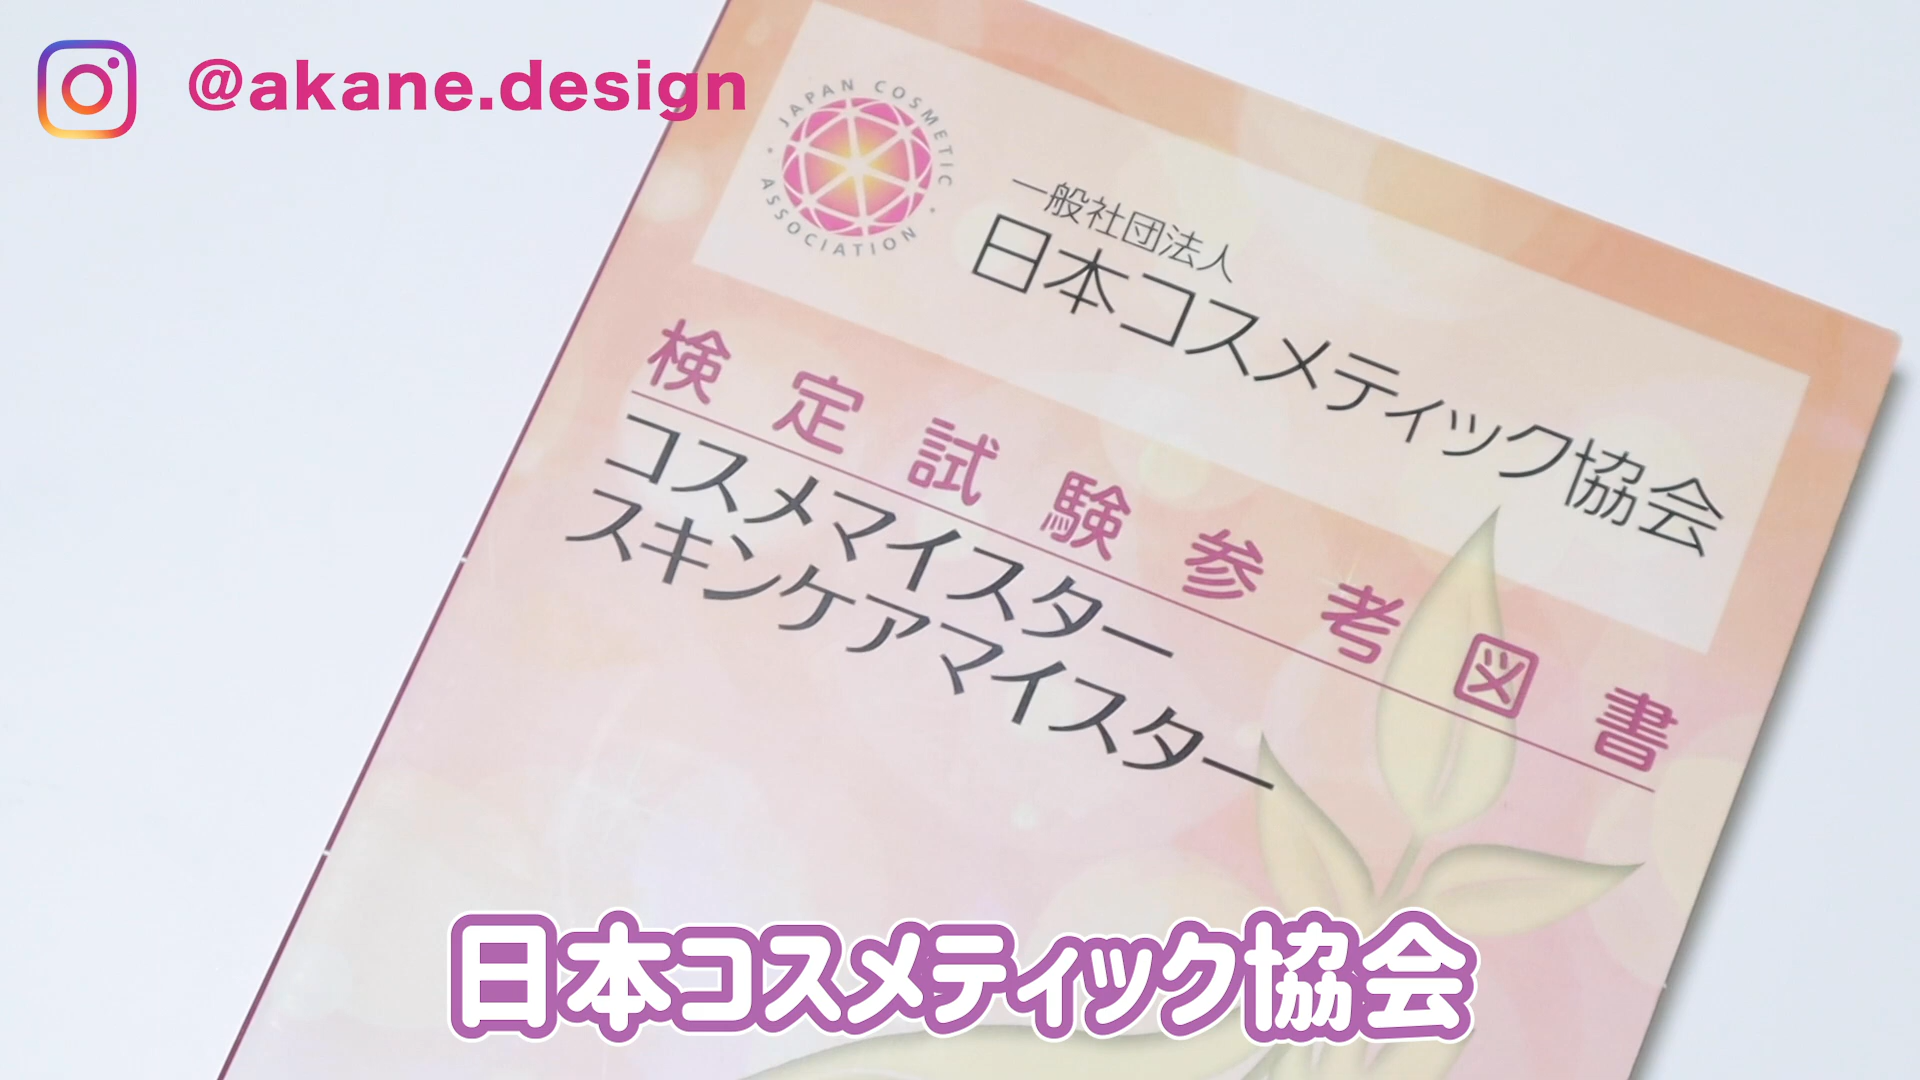 @akane.design
JAPAN COSMETIC
ASSOCIATION
一般社団法人
日本コスメティック協会
検定試験参考図書
コスメマイスター
スキンケアマイスター
日本コスメティック協会